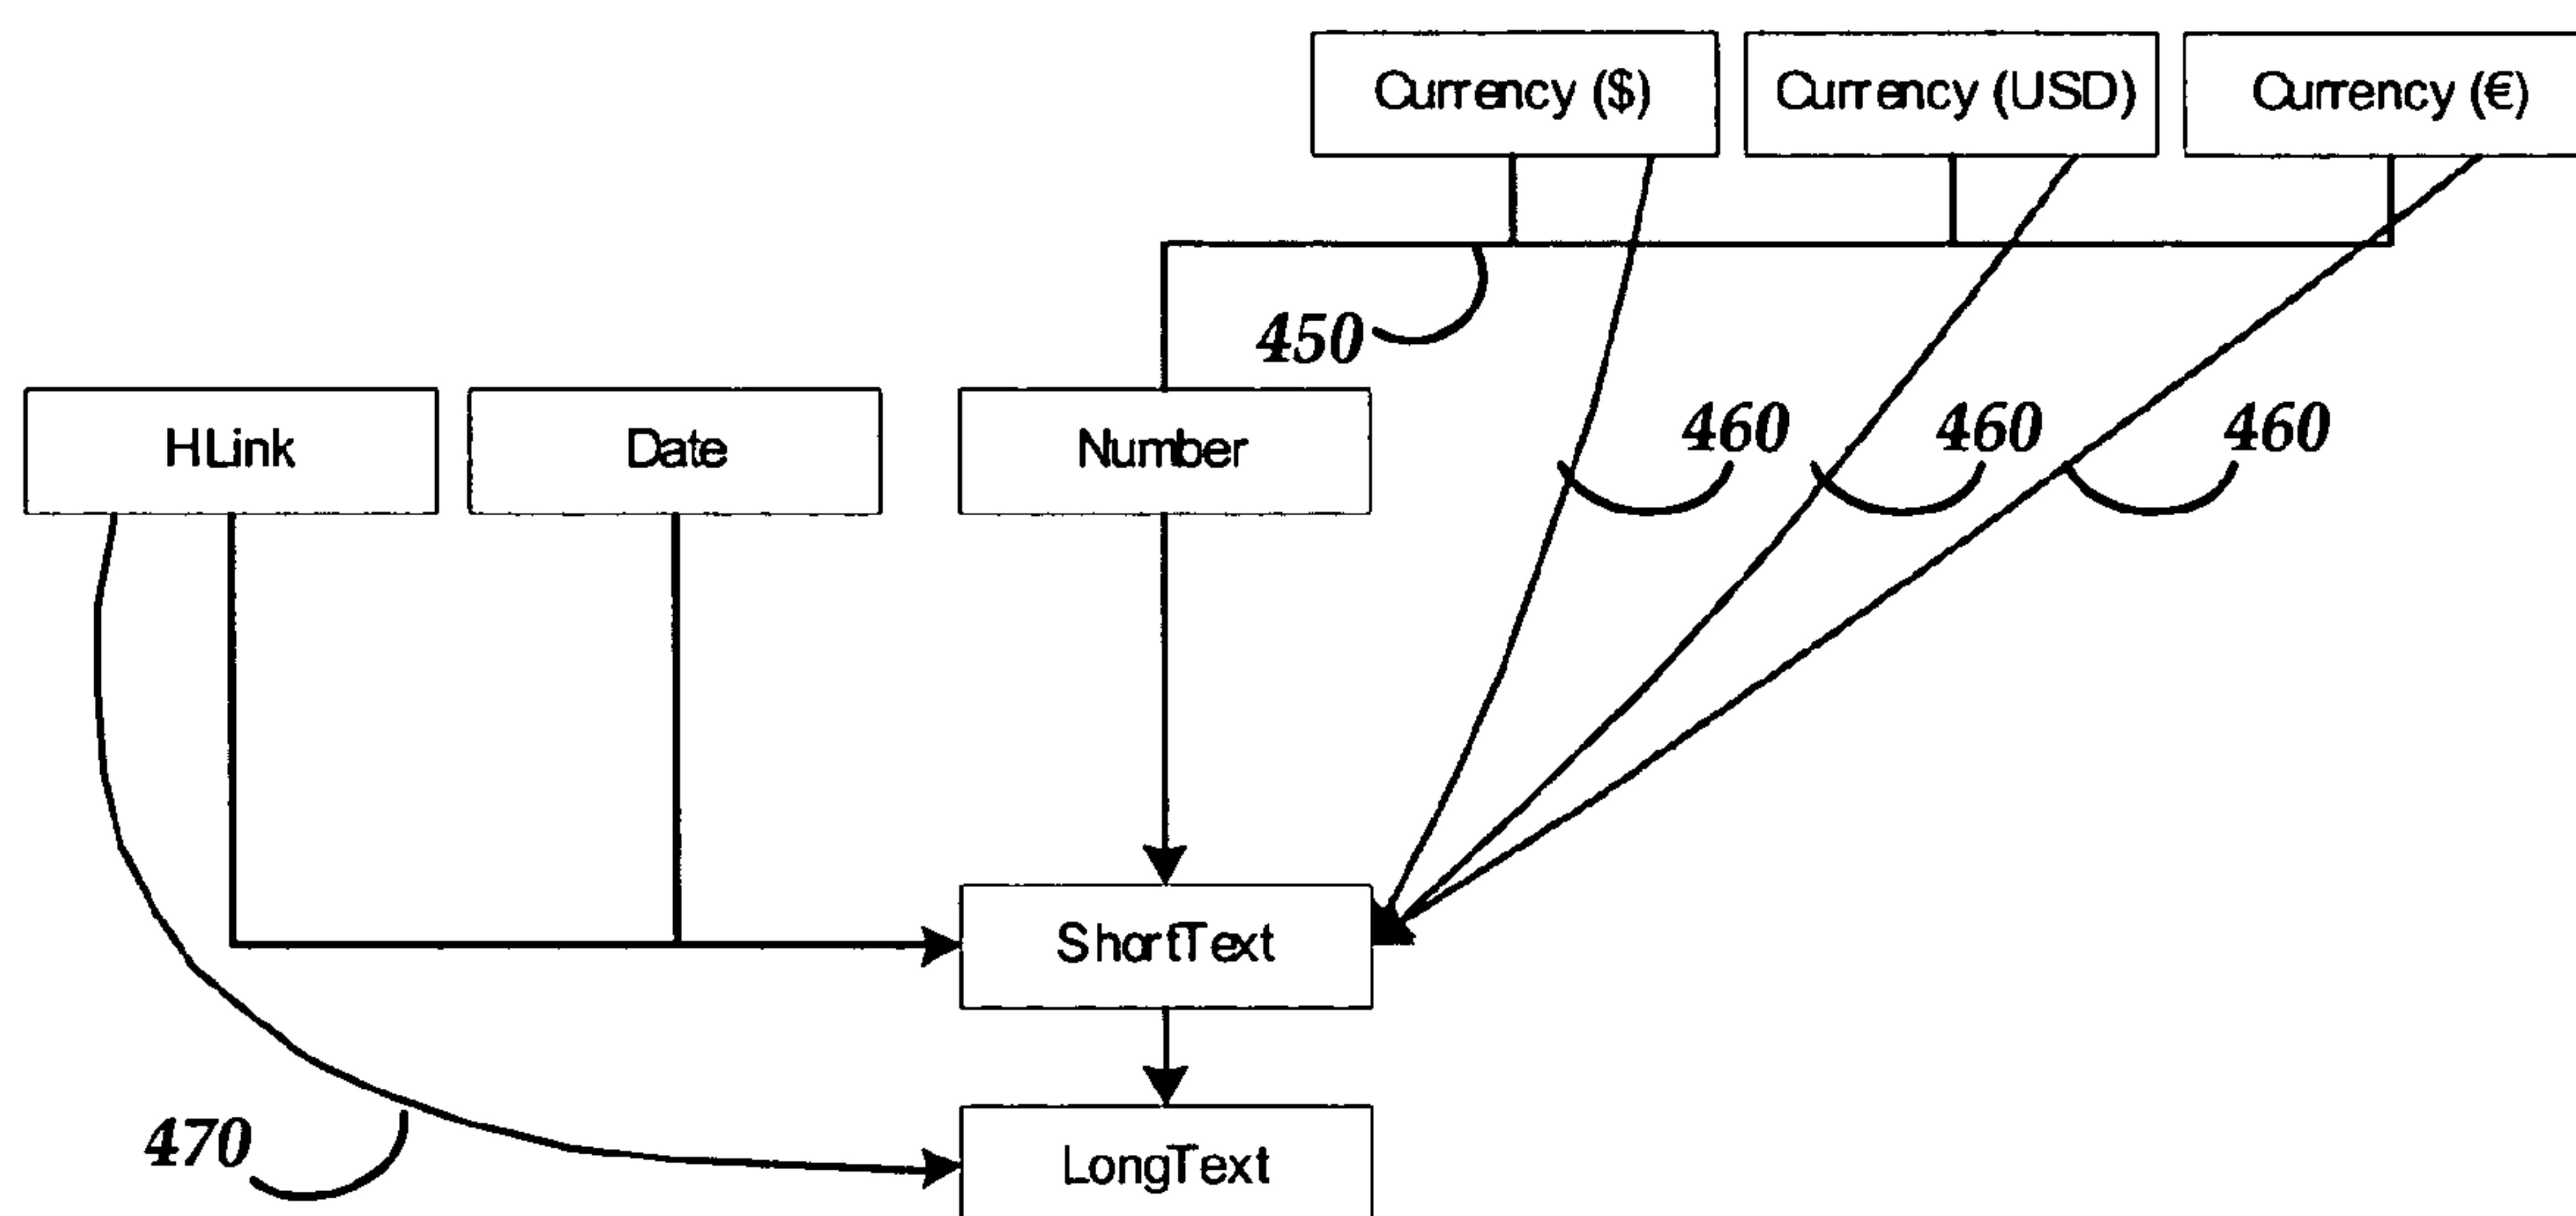 Currency ($) Currency (USD) Currency (€)
450
HLink Date Number 460 460 460
ShortText
470 LongText